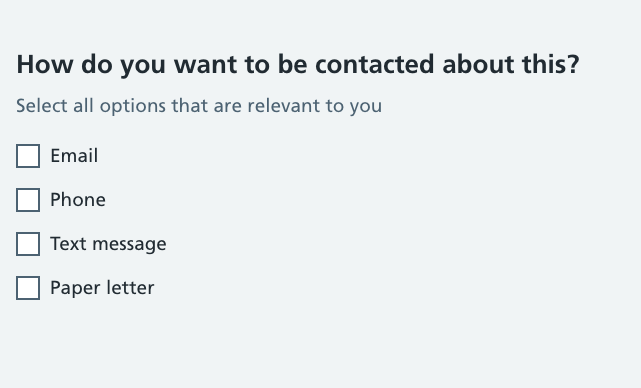 How do you want to be contacted about this?
Select all options that are relevant to you
Email
Phone
Text message
Paper letter